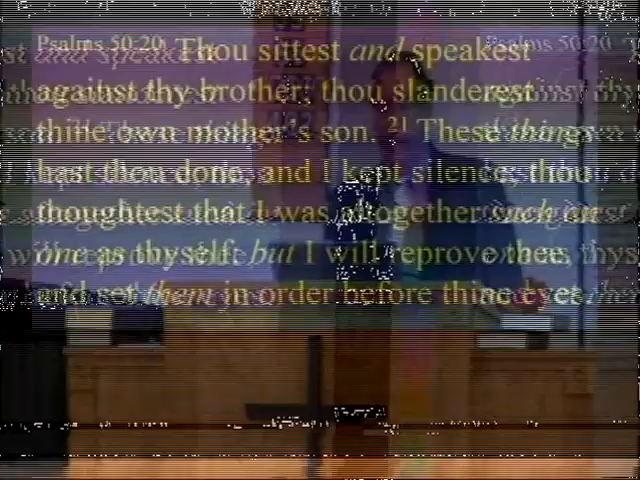 Psalms 50:20 Thou sittest and speakest
against thy brother; thou slanderest
thine own mother's son. 21 These things
hast thou done, and I kept silence; thou
thoughtest that I was altogether such an
one as thyself: but I will reprove thee,
and set them in order before thine eyes.